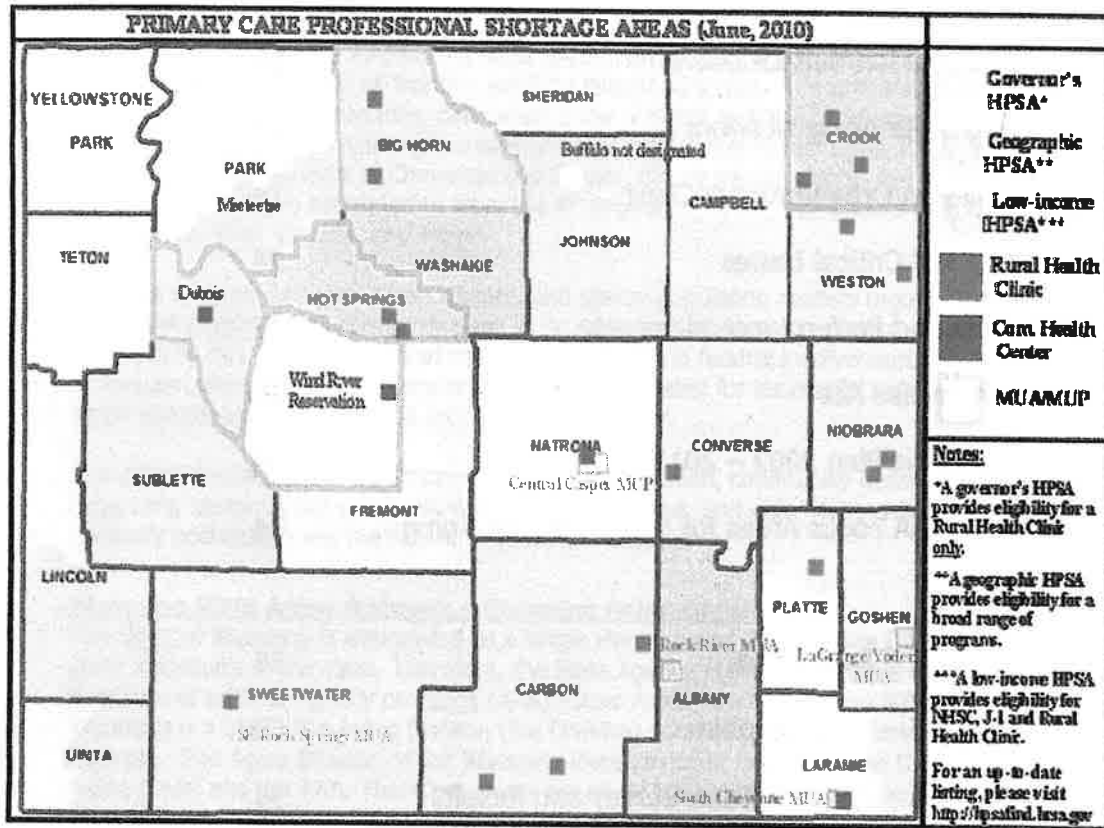 PRIMARY CARE PROFESSIONAL SHORTAGE AREAS (June, 2010)
YELLOWSTONE
PARK
PARK
Meeteetse
BIG HORN
SHERIDAN
Buffalo not designated
CAMPBELL
CROOK
TETON
Dubois
HOT SPRINGS
WASHAKIE
JOHNSON
WESTON
Wind River
Reservation
NATRONA
Central Casper MUP
CONVERSE
NIOBRARA
SUBLETTE
FREMONT
LINCOLN
PLATTE
GOSHEN
Rock River MUA
LaGrange/Yoder
MUA
SWEETWATER
CARBON
ALBANY
Rock Springs MUA
UINTA
LARAMIE
South Cheyenne MUA
Governor's
HPSA*
Geographic
HPSA**
Low-income
HPSA***
Rural Health
Clinic
Com. Health
Center
MUA/MUP
Notes:
*A governor's HPSA
provides eligibility for a
Rural Health Clinic
only.
**A geographic HPSA
provides eligibility for a
broad range of
programs.
***A low-income HPSA
provides eligibility for
NHSC, J-1 and Rural
Health Clinic.
For an up-to-date
listing, please visit
http://hpsafind.hrsa.gov